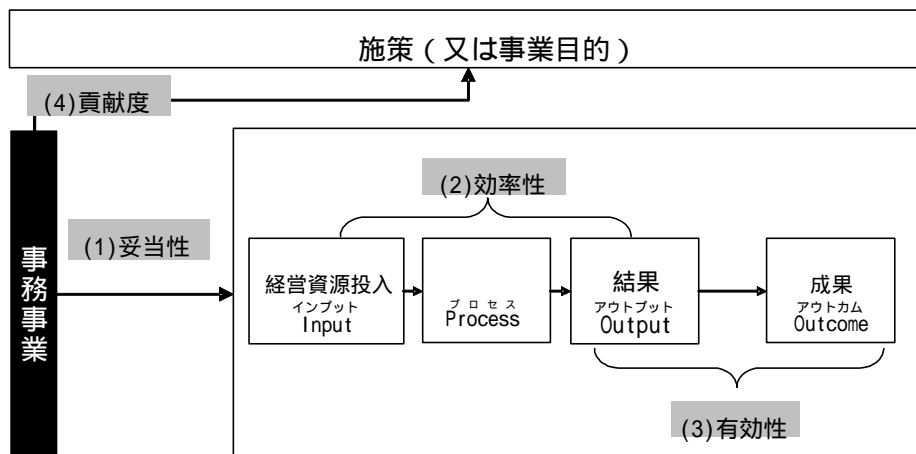 施策（又は事業目的）
(4)貢献度
事務事業
(1)妥当性
(2)効率性
経営資源投入
インプット
Input
プロセス
Process
結果
アウトプット
Output
成果
アウトカム
Outcome
(3)有効性